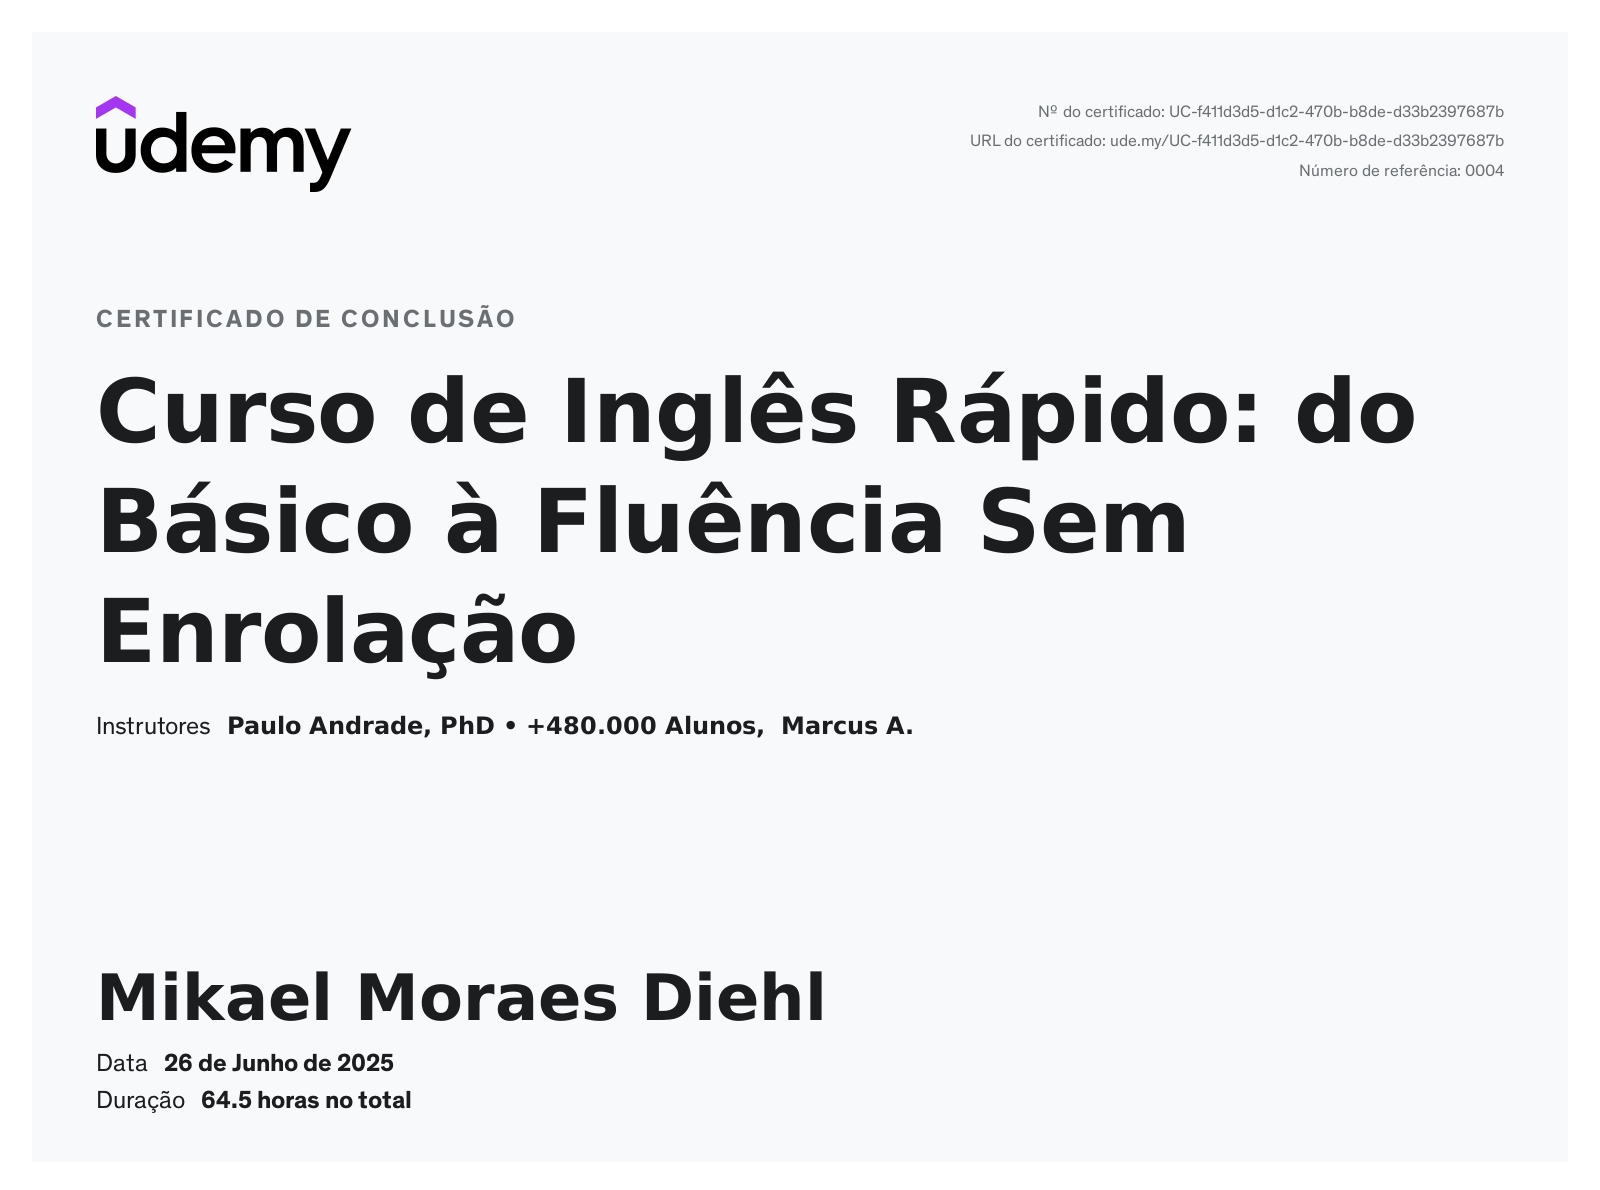 udemy
Nº do certificado: UC-f411d3d5-d1c2-470b-b8de-d33b2397687b
URL do certificado: ude.my/UC-f411d3d5-d1c2-470b-b8de-d33b2397687b
Número de referência: 0004
CERTIFICADO DE CONCLUSÃO
Curso de Inglês Rápido: do
Básico à Fluência Sem
Enrolação
Instrutores Paulo Andrade, PhD • +480.000 Alunos, Marcus A.
Mikael Moraes Diehl
Data 26 de Junho de 2025
Duração 64.5 horas no total